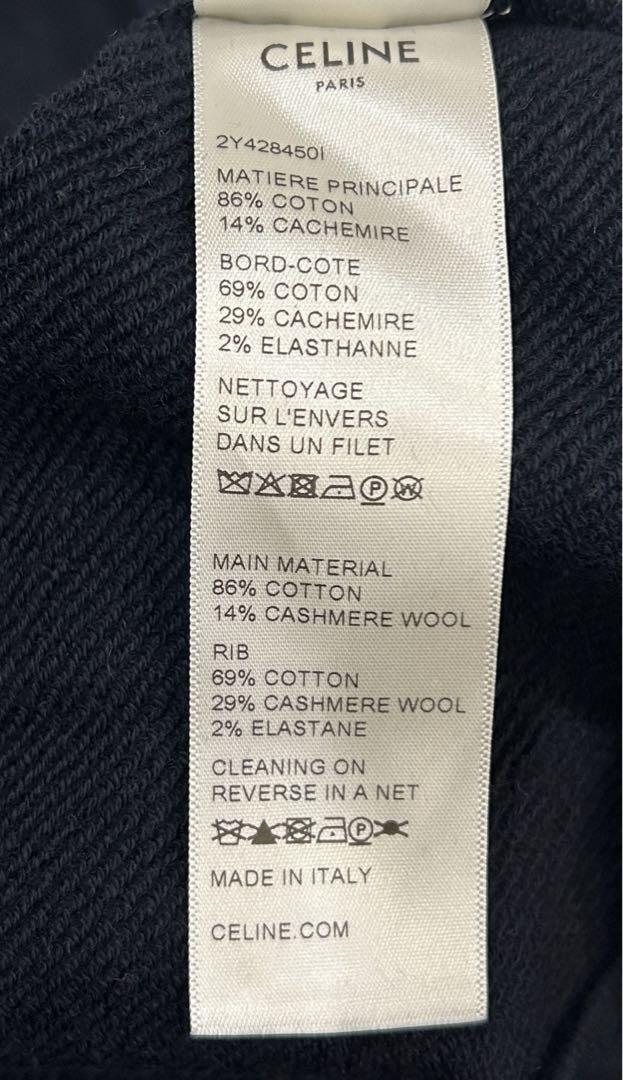 CELINE
PARIS
2Y428450I
MATIERE PRINCIPALE
86% COTON
14% CACHEMIRE
BORD-COTE
69% COTON
29% CACHEMIRE
2% ELASTHANNE
NETTOYAGE
SUR L'ENVERS
DANS UN FILET
P W
MAIN MATERIAL
86% COTTON
14% CASHMERE WOOL
RIB
69% COTTON
29% CASHMERE WOOL
2% ELASTANE
CLEANING ON
REVERSE IN A NET
P
MADE IN ITALY
CELINE.COM